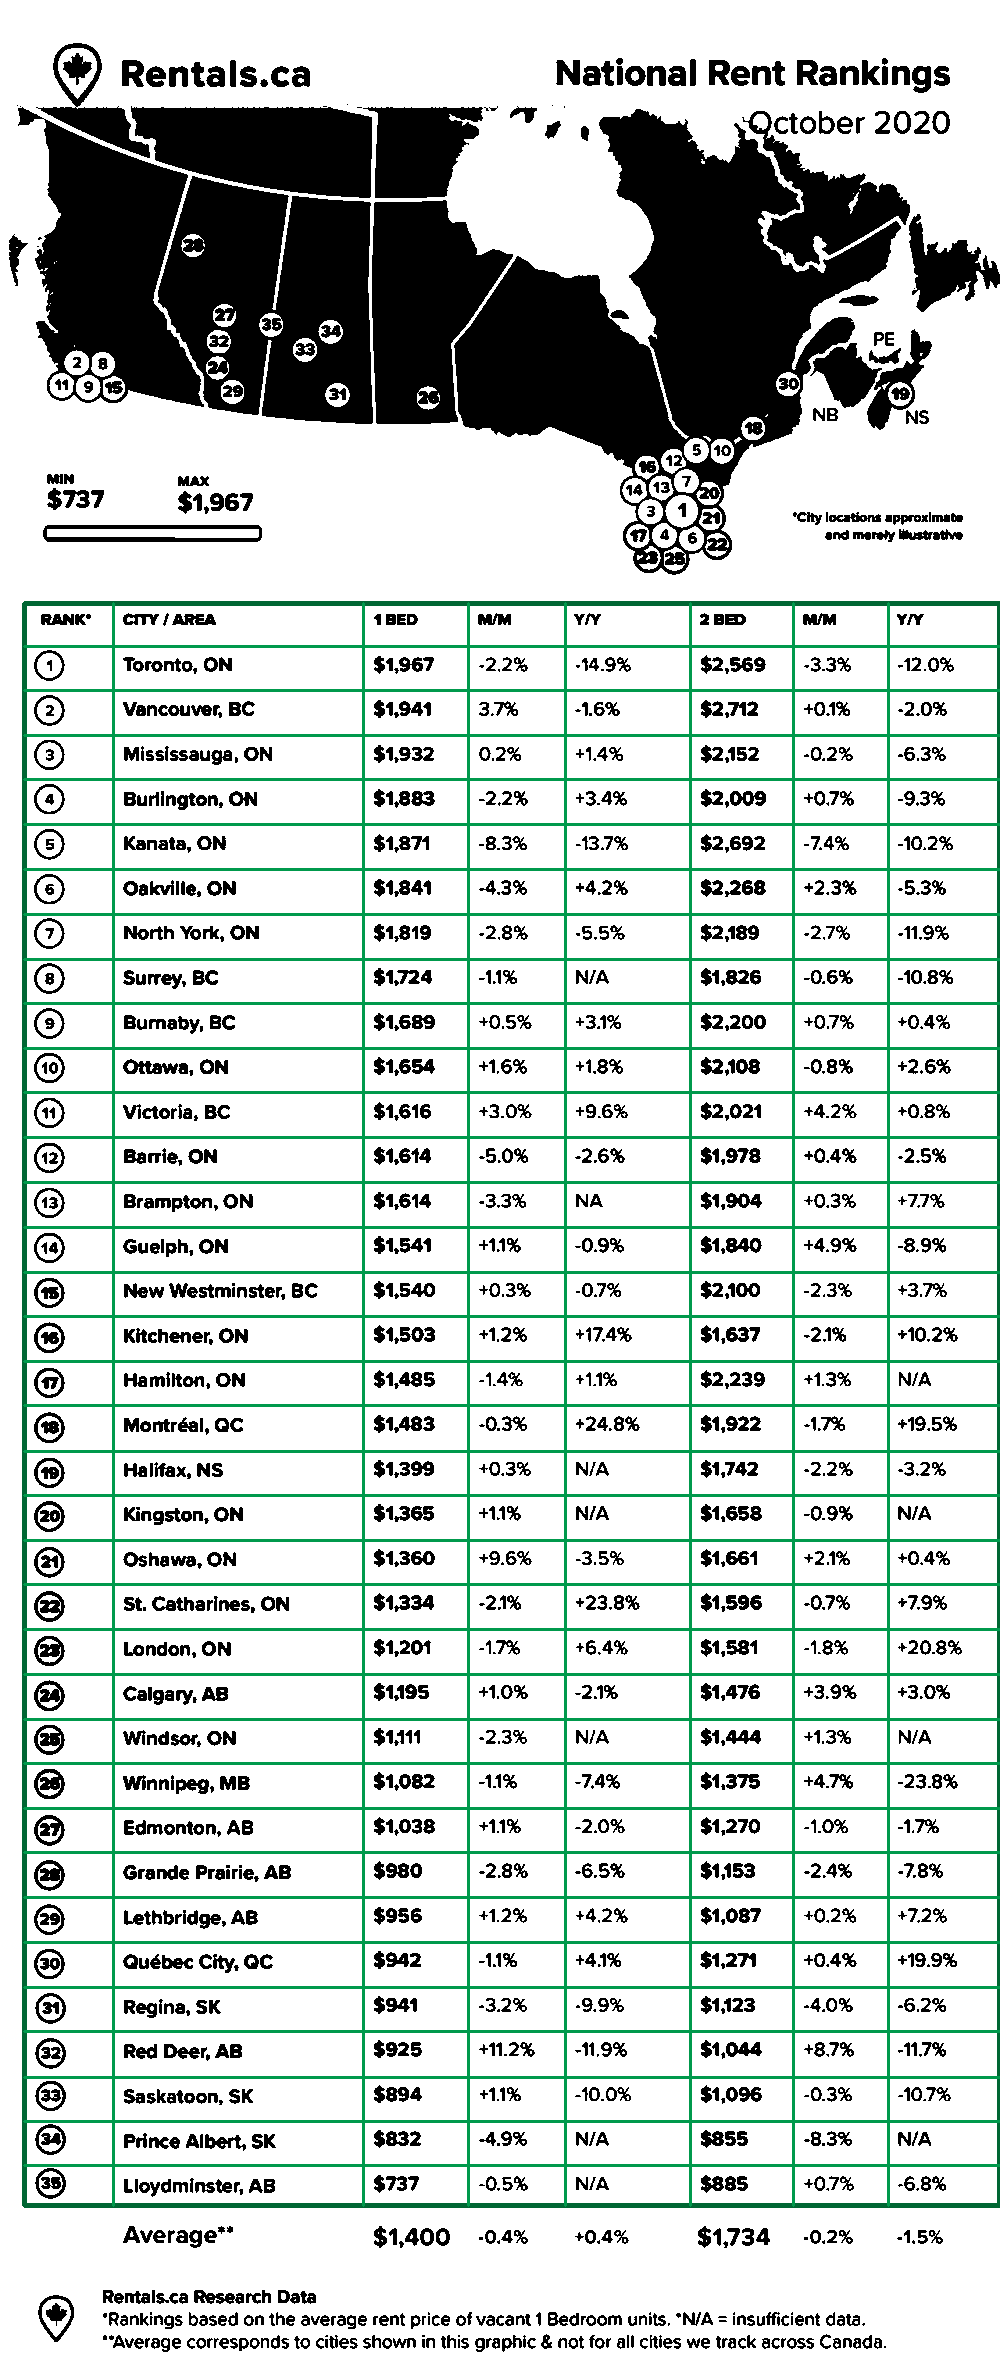 Rentals.ca
National Rent Rankings
October 2020
28
27
35
34
32
33
24
29
31
26
2 8
11 9 15
PE
30
19
NB
NS
18
5 10
16 12
14 13 7 20
3 1 21
17 4 6 22
23 25
MIN MAX
$737 $1,967
*City locations approximate
and merely illustrative
RANK* CITY / AREA 1 BED M/M Y/Y 2 BED M/M Y/Y
1 Toronto, ON $1,967 -2.2% -14.9% $2,569 -3.3% -12.0%
2 Vancouver, BC $1,941 3.7% -1.6% $2,712 +0.1% -2.0%
3 Mississauga, ON $1,932 0.2% +1.4% $2,152 -0.2% -6.3%
4 Burlington, ON $1,883 -2.2% +3.4% $2,009 +0.7% -9.3%
5 Kanata, ON $1,871 -8.3% -13.7% $2,692 -7.4% -10.2%
6 Oakville, ON $1,841 -4.3% +4.2% $2,268 +2.3% -5.3%
7 North York, ON $1,819 -2.8% -5.5% $2,189 -2.7% -11.9%
8 Surrey, BC $1,724 -1.1% N/A $1,826 -0.6% -10.8%
9 Burnaby, BC $1,689 +0.5% +3.1% $2,200 +0.7% +0.4%
10 Ottawa, ON $1,654 +1.6% +1.8% $2,108 -0.8% +2.6%
11 Victoria, BC $1,616 +3.0% +9.6% $2,021 +4.2% +0.8%
12 Barrie, ON $1,614 -5.0% -2.6% $1,978 +0.4% -2.5%
13 Brampton, ON $1,614 -3.3% NA $1,904 +0.3% +7.7%
14 Guelph, ON $1,541 +1.1% -0.9% $1,840 +4.9% -8.9%
15 New Westminster, BC $1,540 +0.3% -0.7% $2,100 -2.3% +3.7%
16 Kitchener, ON $1,503 +1.2% +17.4% $1,637 -2.1% +10.2%
17 Hamilton, ON $1,485 -1.4% +1.1% $2,239 +1.3% N/A
18 Montréal, QC $1,483 -0.3% +24.8% $1,922 -1.7% +19.5%
19 Halifax, NS $1,399 +0.3% N/A $1,742 -2.2% -3.2%
20 Kingston, ON $1,365 +1.1% N/A $1,658 -0.9% N/A
21 Oshawa, ON $1,360 +9.6% -3.5% $1,661 +2.1% +0.4%
22 St. Catharines, ON $1,334 -2.1% +23.8% $1,596 -0.7% +7.9%
23 London, ON $1,201 -1.7% +6.4% $1,581 -1.8% +20.8%
24 Calgary, AB $1,195 +1.0% -2.1% $1,476 +3.9% +3.0%
25 Windsor, ON $1,111 -2.3% N/A $1,444 +1.3% N/A
26 Winnipeg, MB $1,082 -1.1% -7.4% $1,375 +4.7% -23.8%
27 Edmonton, AB $1,038 +1.1% -2.0% $1,270 -1.0% -1.7%
28 Grande Prairie, AB $980 -2.8% -6.5% $1,153 -2.4% -7.8%
29 Lethbridge, AB $956 +1.2% +4.2% $1,087 +0.2% +7.2%
30 Québec City, QC $942 -1.1% +4.1% $1,271 +0.4% +19.9%
31 Regina, SK $941 -3.2% -9.9% $1,123 -4.0% -6.2%
32 Red Deer, AB $925 +11.2% -11.9% $1,044 +8.7% -11.7%
33 Saskatoon, SK $894 +1.1% -10.0% $1,096 -0.3% -10.7%
34 Prince Albert, SK $832 -4.9% N/A $855 -8.3% N/A
35 Lloydminster, AB $737 -0.5% N/A $885 +0.7% -6.8%
Average** $1,400 -0.4% +0.4% $1,734 -0.2% -1.5%
Rentals.ca Research Data
*Rankings based on the average rent price of vacant 1 Bedroom units. *N/A = insufficient data.
**Average corresponds to cities shown in this graphic & not for all cities we track across Canada.